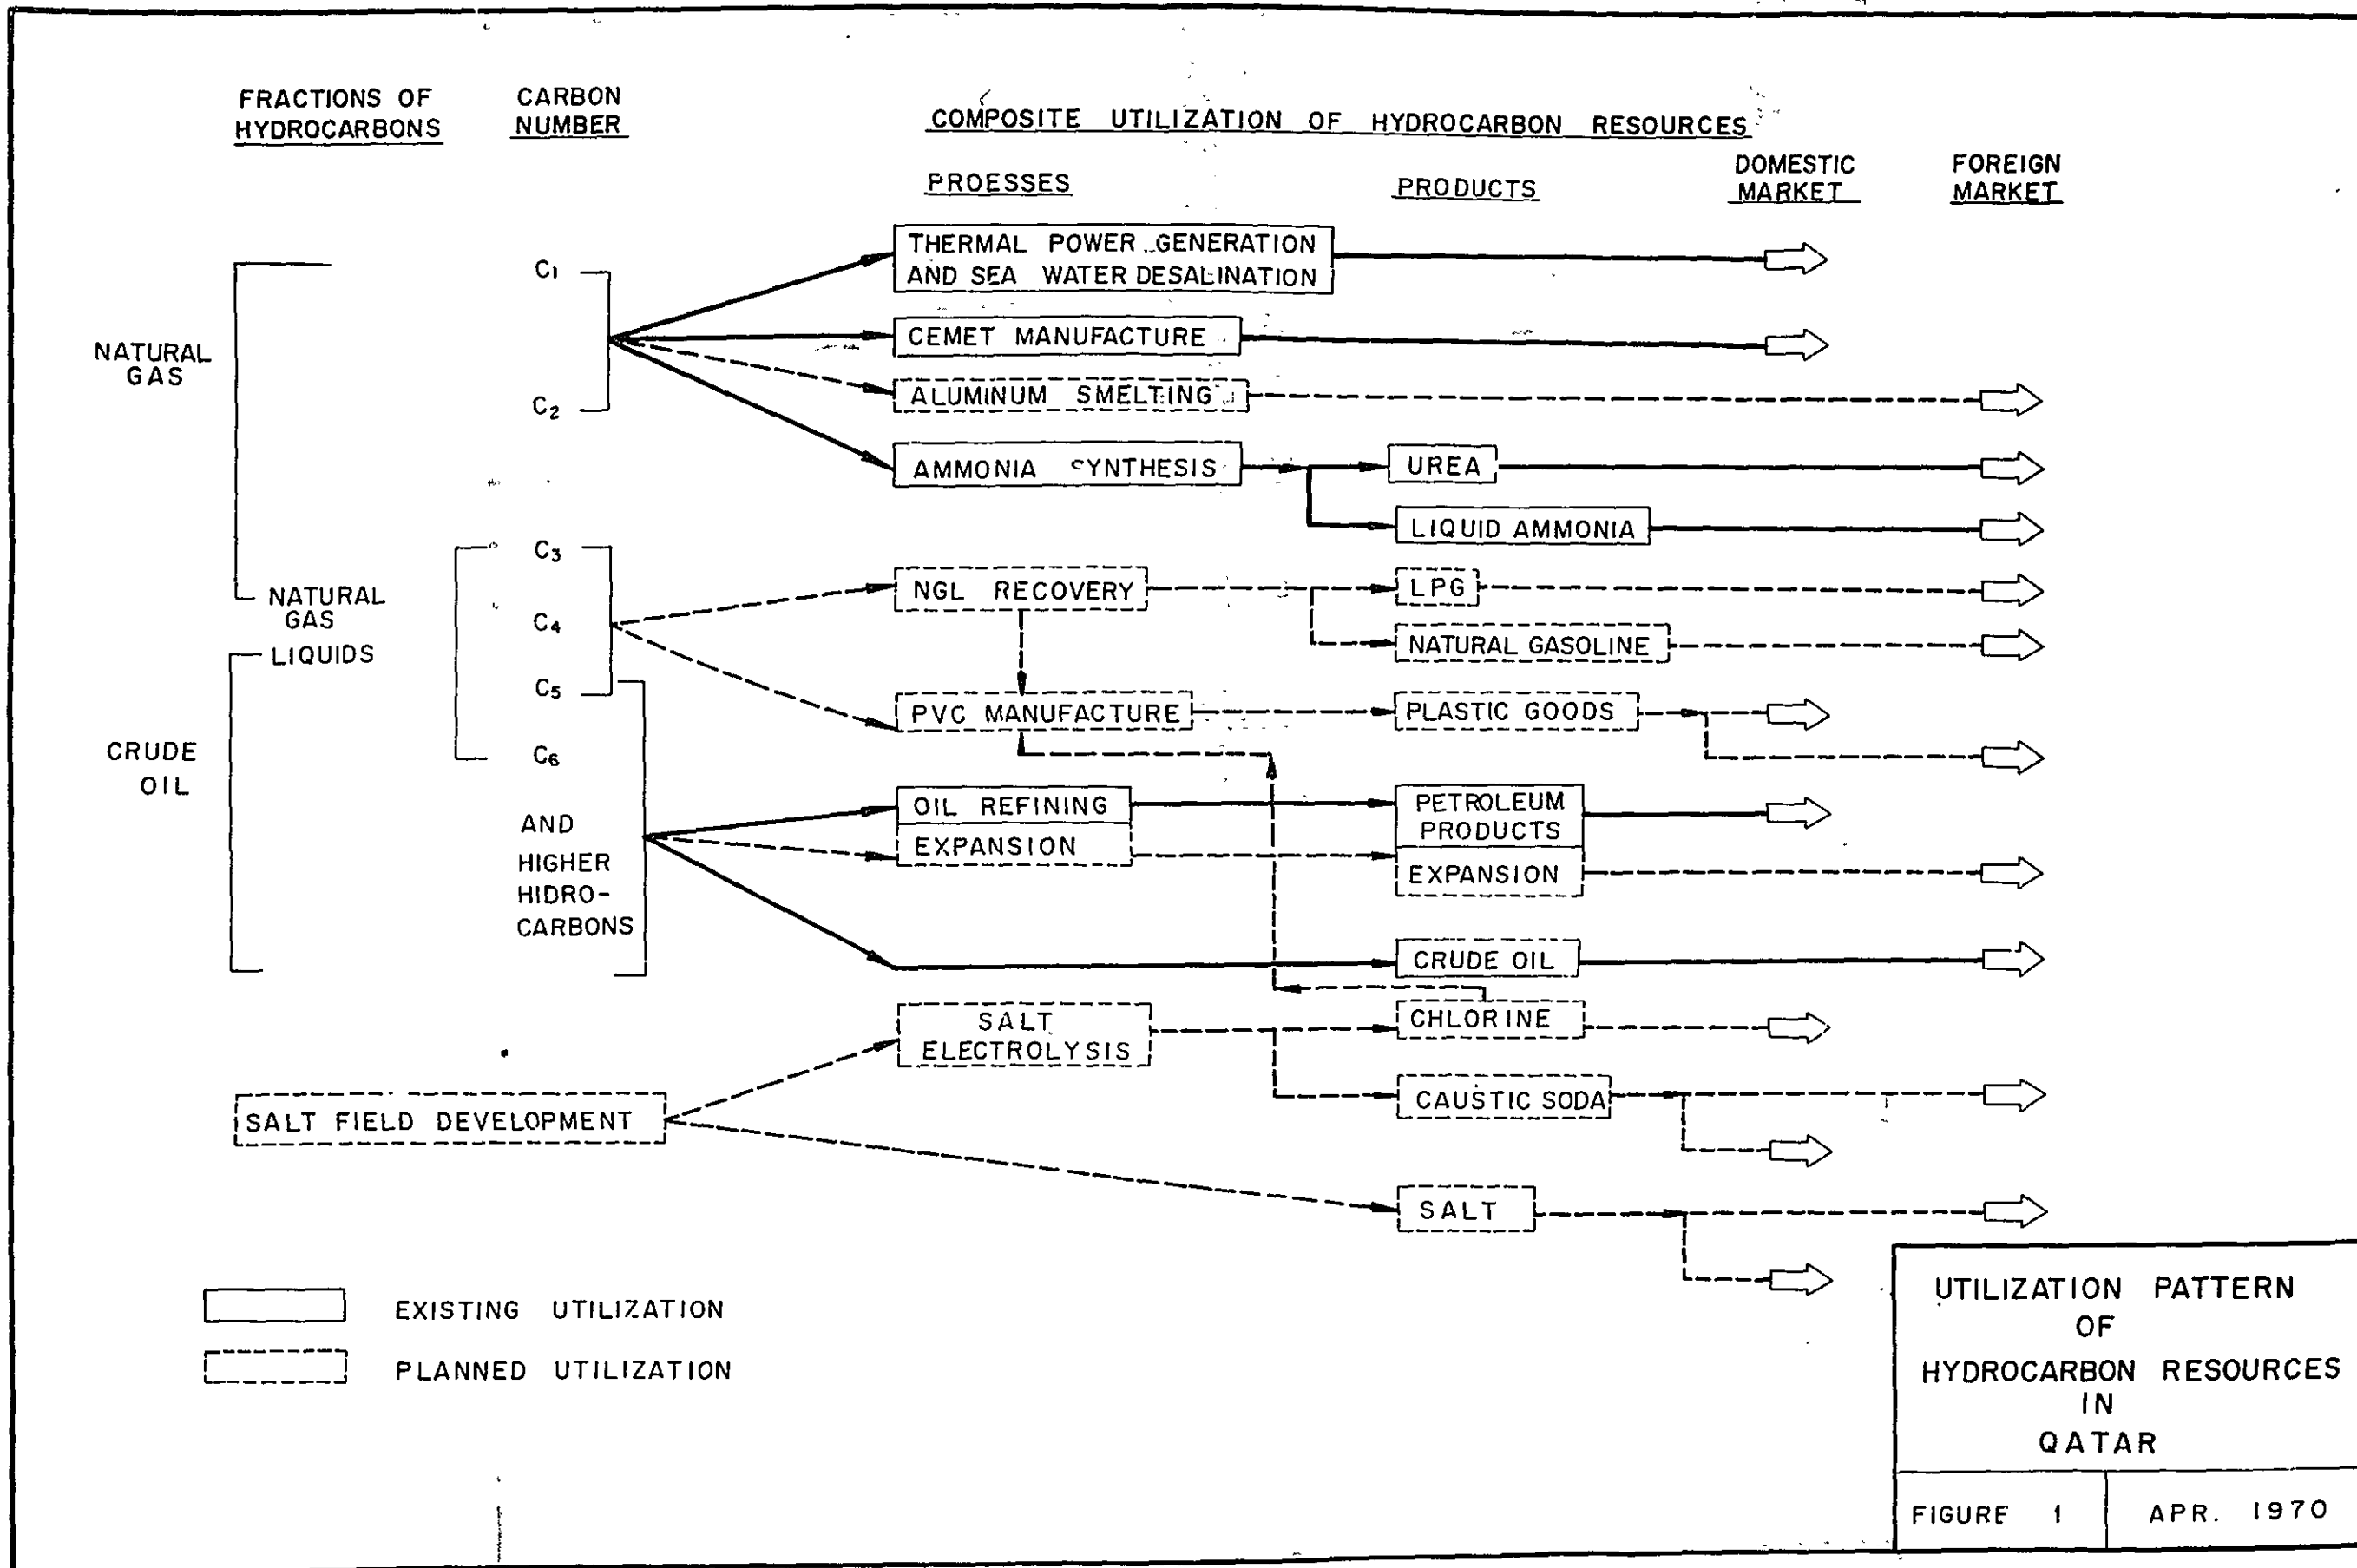 FRACTIONS OF
HYDROCARBONS
CARBON
NUMBER
COMPOSITE UTILIZATION OF HYDROCARBON RESOURCES
PROESSES
PRODUCTS
DOMESTIC
MARKET
FOREIGN
MARKET
NATURAL
GAS
C1
C2
THERMAL POWER GENERATION
AND SEA WATER DESALINATION
CEMET MANUFACTURE
ALUMINUM SMELTING
AMMONIA SYNTHESIS
UREA
LIQUID AMMONIA
NATURAL
GAS
LIQUIDS
C3
C4
C5
C6
NGL RECOVERY
LPG
NATURAL GASOLINE
PVC MANUFACTURE
PLASTIC GOODS
CRUDE
OIL
AND
HIGHER
HIDRO-
CARBONS
OIL REFINING
EXPANSION
PETROLEUM
PRODUCTS
EXPANSION
CRUDE OIL
SALT
ELECTROLYSIS
CHLORINE
CAUSTIC SODA
SALT FIELD DEVELOPMENT
SALT
EXISTING UTILIZATION
PLANNED UTILIZATION
UTILIZATION PATTERN
OF
HYDROCARBON RESOURCES
IN
QATAR
FIGURE 1
APR. 1970